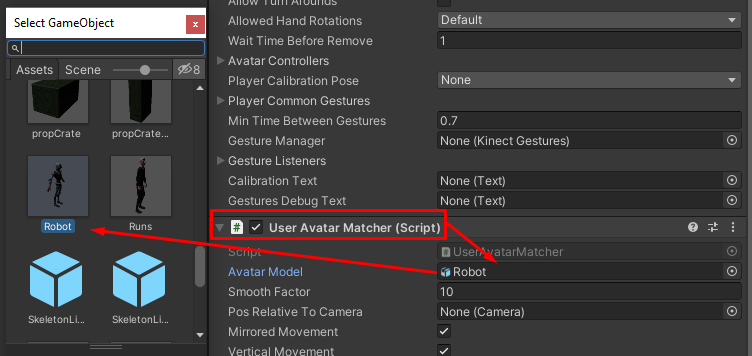 Select GameObject
x
Assets Scene 8
propCrate propCrate...
Robot Runs
SkeletonLi... SkeletonLi...
Allow Turn Arounds
Allowed Hand Rotations Default
Wait Time Before Remove 1
Avatar Controllers
Player Calibration Pose None
Player Common Gestures
Min Time Between Gestures 0.7
Gesture Manager None (Kinect Gestures)
Gesture Listeners
Calibration Text None (Text)
Gestures Debug Text None (Text)
# User Avatar Matcher (Script)
Script # UserAvatarMatcher
Avatar Model Robot
Smooth Factor 10
Pos Relative To Camera None (Camera)
Mirrored Movement
Vertical Movement